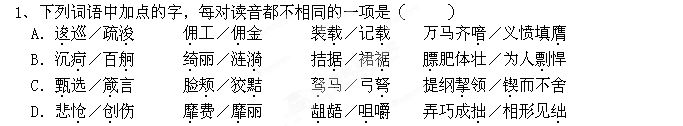 1、下列词语中加点的字，每对读音都不相同的一项是（　　）
A．逡巡／疏浚　佣工／佣金　装载／记载　万马齐喑／义愤填膺
B．沉疴／百舸　绮丽／涟漪　拮据／裙裾　膘肥体壮／为人剽悍
C．甄选／箴言　脸颊／狡黠　驽马／弓弩　提纲挈领／锲而不舍
D．悲怆／创伤　靡费／靡丽　龃龉／咀嚼　弄巧成拙／相形见绌